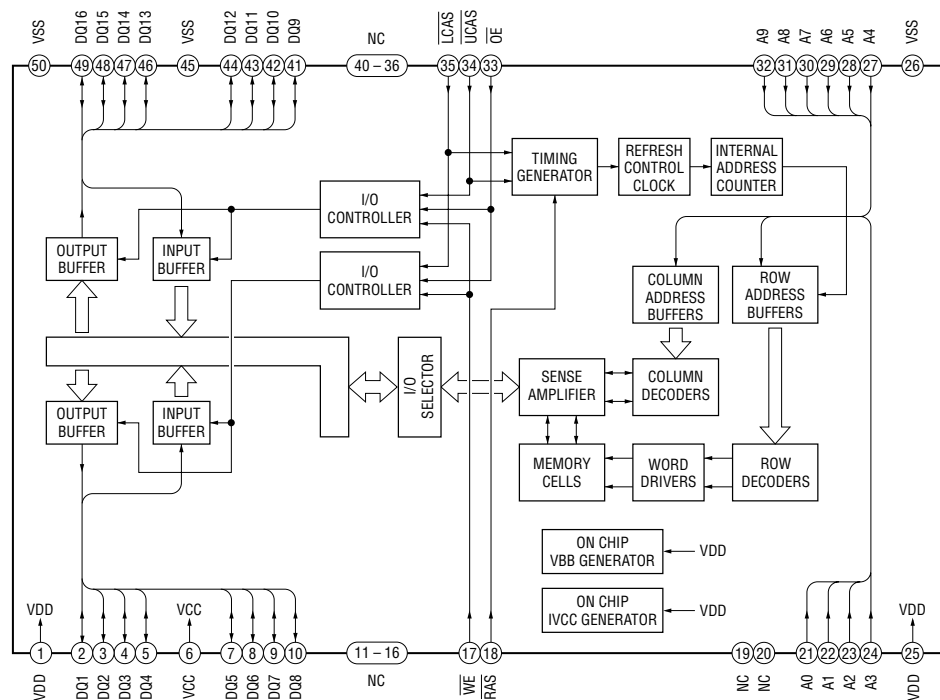 VSS DQ16 DQ15 DQ14 DQ13 VSS DQ12 DQ11 DQ10 DQ9 NC LCAS UCAS OE A9 A8 A7 A6 A5 A4 VSS
50 49 48 47 46 45 44 43 42 41 40 – 36 35 34 33 32 31 30 29 28 27 26
TIMING
GENERATOR
REFRESH
CONTROL
CLOCK
INTERNAL
ADDRESS
COUNTER
I/O
CONTROLLER
OUTPUT
BUFFER
INPUT
BUFFER
I/O
CONTROLLER
COLUMN
ADDRESS
BUFFERS
ROW
ADDRESS
BUFFERS
I/O
SELECTOR
SENSE
AMPLIFIER
COLUMN
DECODERS
OUTPUT
BUFFER
INPUT
BUFFER
MEMORY
CELLS
WORD
DRIVERS
ROW
DECODERS
ON CHIP
VBB GENERATOR
VDD
ON CHIP
IVCC GENERATOR
VDD
VDD VCC VDD
1 2 3 4 5 6 7 8 9 10 11 – 16 17 18 19 20 21 22 23 24 25
VDD DQ1 DQ2 DQ3 DQ4 VCC DQ5 DQ6 DQ7 DQ8 NC WE RAS NC NC A0 A1 A2 A3 VDD